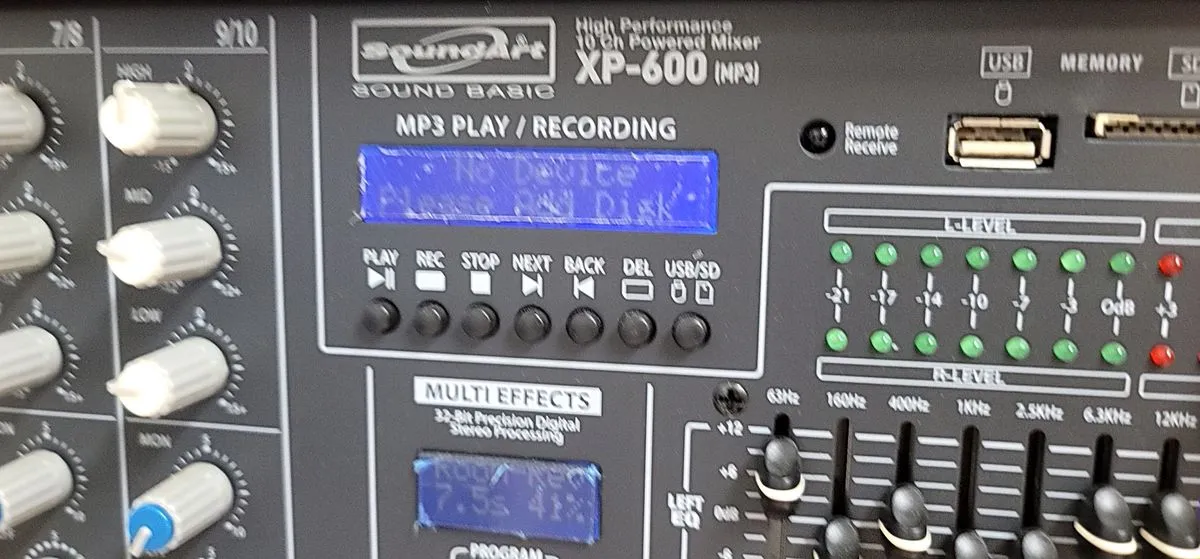 7/8
9/10
HIGH
MID
LOW
MON
SoundArt
SOUND BASIC
High Performance
10 Ch Powered Mixer
XP-600 (MP3)
MP3 PLAY / RECORDING
No Device
Please Add Disk
PLAY REC STOP NEXT BACK DEL USB/SD
Remote
Receive
USB MEMORY
L-LEVEL
-21 -17 -14 -10 -7 -3 0dB +3
R-LEVEL
MULTI EFFECTS
32-Bit Precision Digital
Stereo Processing
7.5s 41%
PROGRAM
63Hz 160Hz 400Hz 1KHz 2.5KHz 6.3KHz 12KHz
+12
+6
0dB
-6
LEFT
EQ